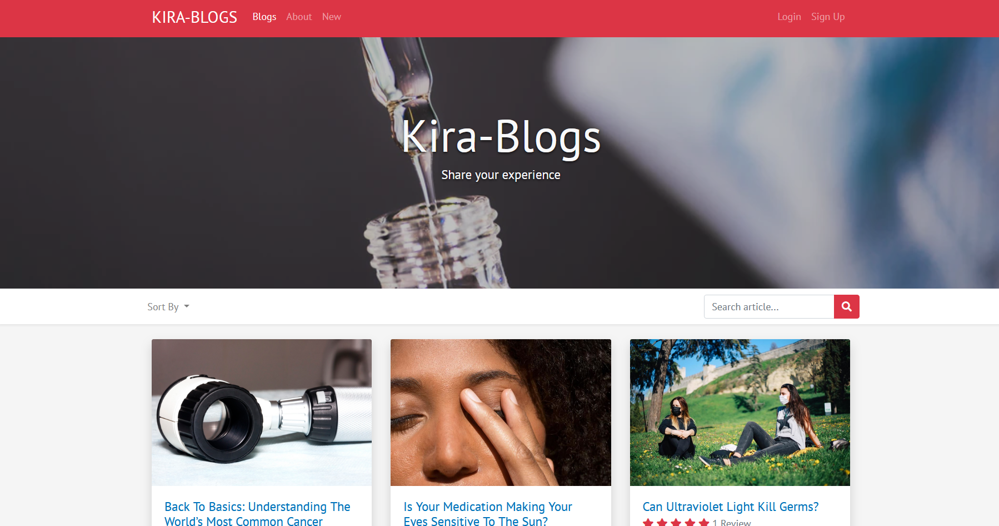 KIRA-BLOGS Blogs About New Login Sign Up
Kira-Blogs
Share your experience
Sort By
Search article...
Back To Basics: Understanding The
World's Most Common Cancer
Is Your Medication Making Your
Eyes Sensitive To The Sun?
Can Ultraviolet Light Kill Germs?
1 Review